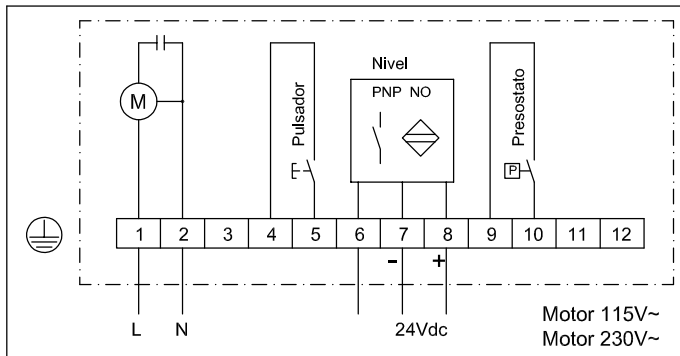 Nivel
PNP NO
M
Pulsador
Presostato
P
1 2 3 4 5 6 7 8 9 10 11 12
- +
L N 24Vdc
Motor 115V~
Motor 230V~